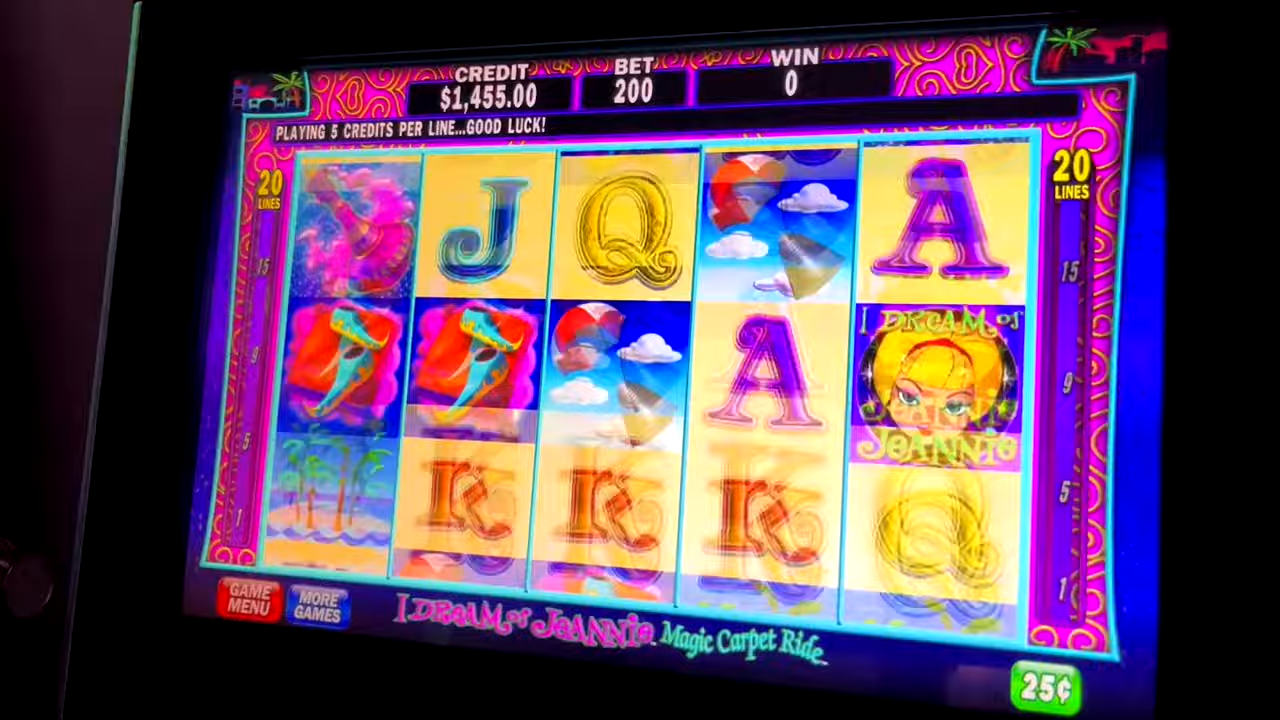 CREDIT BET WIN
$1,455.00 200 0
PLAYING 5 CREDITS PER LINE...GOOD LUCK!
20 LINES
20 LINES
15
15
9
9
5
5
1
1
J Q A
A
I DREAM OF
JEANNIE
K K K Q
GAME MENU
MORE GAMES
I DREAM OF JEANNIE Magic Carpet Ride
25¢